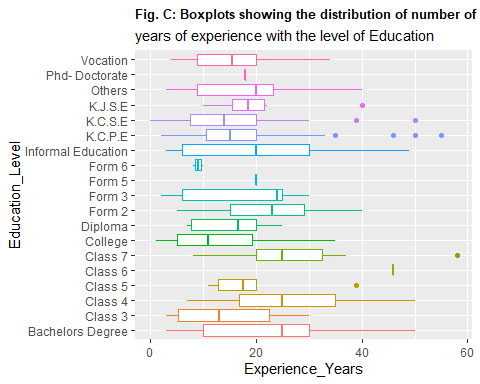 Fig. C: Boxplots showing the distribution of number of
years of experience with the level of Education
Education_Level
Vocation
Phd- Doctorate
Others
K.J.S.E
K.C.S.E
K.C.P.E
Informal Education
Form 6
Form 5
Form 3
Form 2
Diploma
College
Class 7
Class 6
Class 5
Class 4
Class 3
Bachelors Degree
0 20 40 60
Experience_Years